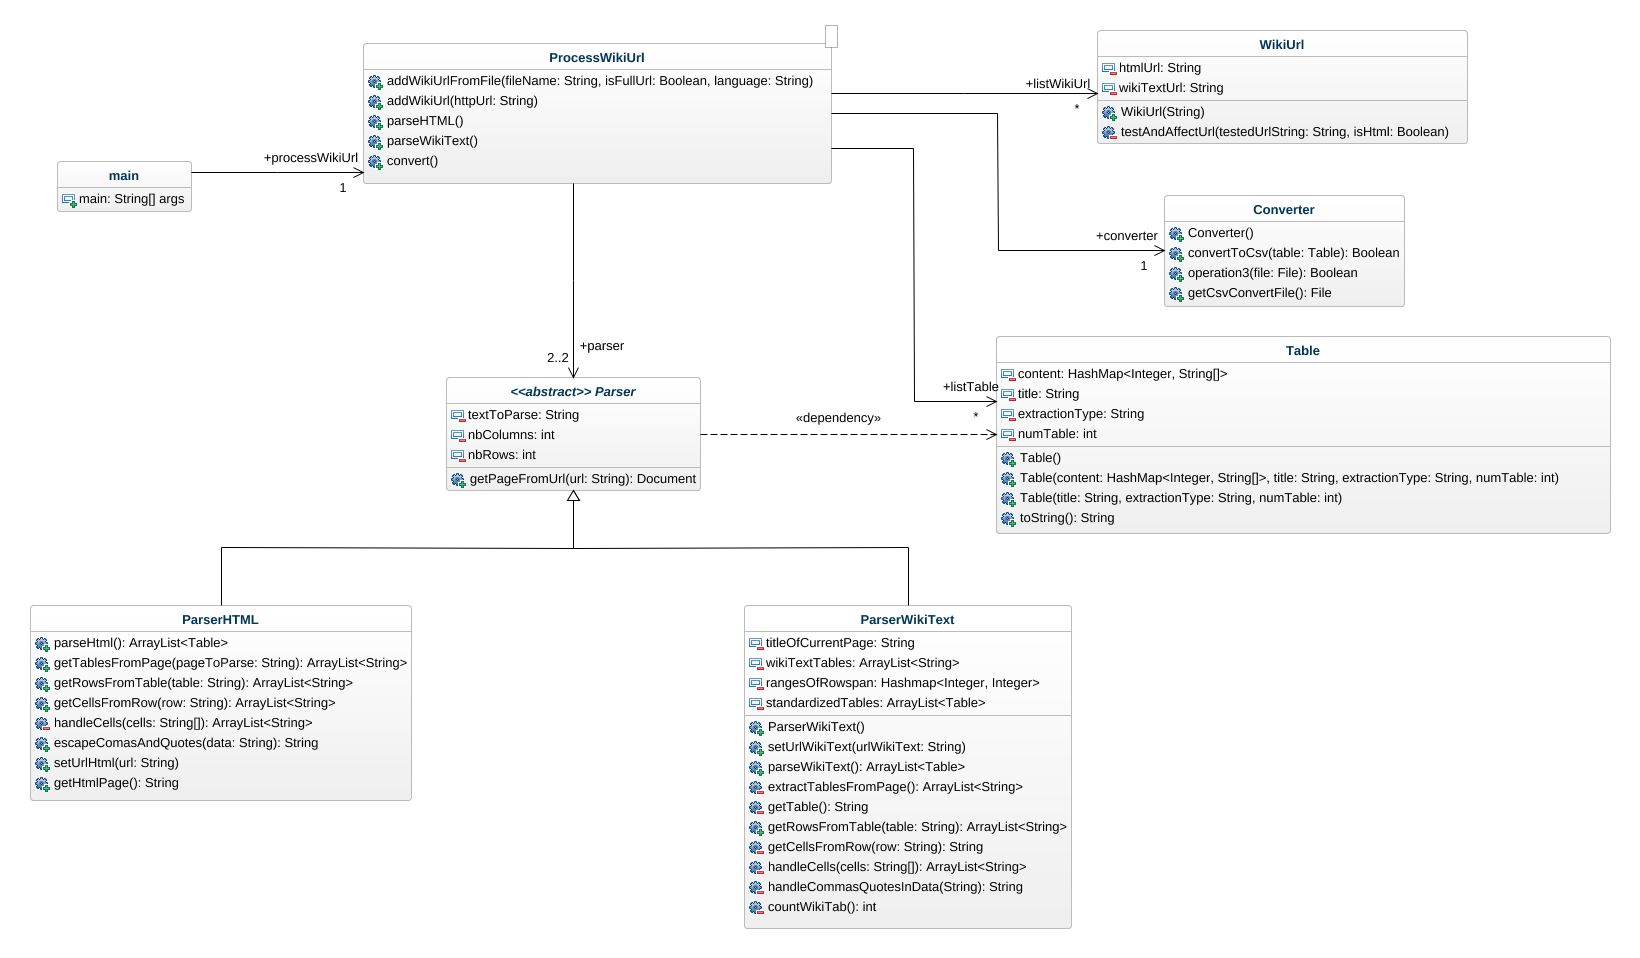 ProcessWikiUrl
addWikiUrlFromFile(fileName: String, isFullUrl: Boolean, language: String)
addWikiUrl(httpUrl: String)
parseHTML()
parseWikiText()
convert()
+listWikiUrl
*
WikiUrl
htmlUrl: String
wikiTextUrl: String
WikiUrl(String)
testAndAffectUrl(testedUrlString: String, isHtml: Boolean)
main
main: String[] args
+processWikiUrl
1
+converter
1
Converter
Converter()
convertToCsv(table: Table): Boolean
operation3(file: File): Boolean
getCsvConvertFile(): File
+parser
2..2
+listTable
*
Table
content: HashMap<Integer, String[]>
title: String
extractionType: String
numTable: int
Table()
Table(content: HashMap<Integer, String[]>, title: String, extractionType: String, numTable: int)
Table(title: String, extractionType: String, numTable: int)
toString(): String
<<abstract>> Parser
textToParse: String
nbColumns: int
nbRows: int
getPageFromUrl(url: String): Document
«dependency»
ParserHTML
parseHtml(): ArrayList<Table>
getTablesFromPage(pageToParse: String): ArrayList<String>
getRowsFromTable(table: String): ArrayList<String>
getCellsFromRow(row: String): ArrayList<String>
handleCells(cells: String[]): ArrayList<String>
escapeComasAndQuotes(data: String): String
setUrlHtml(url: String)
getHtmlPage(): String
ParserWikiText
titleOfCurrentPage: String
wikiTextTables: ArrayList<String>
rangesOfRowspan: Hashmap<Integer, Integer>
standardizedTables: ArrayList<Table>
ParserWikiText()
setUrlWikiText(urlWikiText: String)
parseWikiText(): ArrayList<Table>
extractTablesFromPage(): ArrayList<String>
getTable(): String
getRowsFromTable(table: String): ArrayList<String>
getCellsFromRow(row: String): String
handleCells(cells: String[]): ArrayList<String>
handleCommasQuotesInData(String): String
countWikiTab(): int